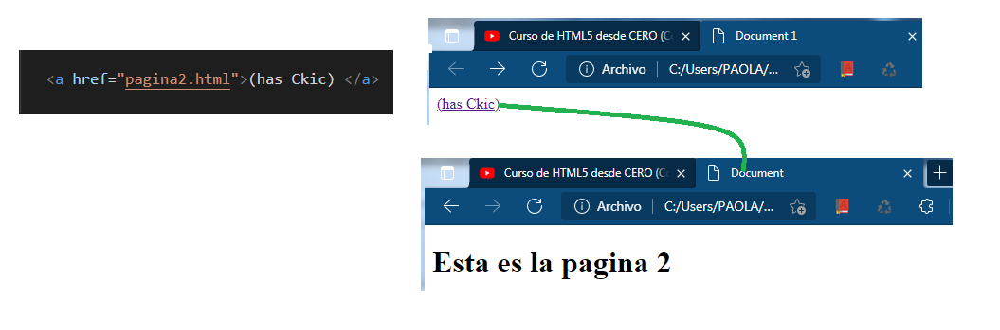 <a href="pagina2.html">(has Ckic) </a>
Curso de HTML5 desde CERO (C
Document 1
Archivo C:/Users/PAOLA/...
(has Ckic)
Curso de HTML5 desde CERO (C
Document
Archivo C:/Users/PAOLA/...
Esta es la pagina 2